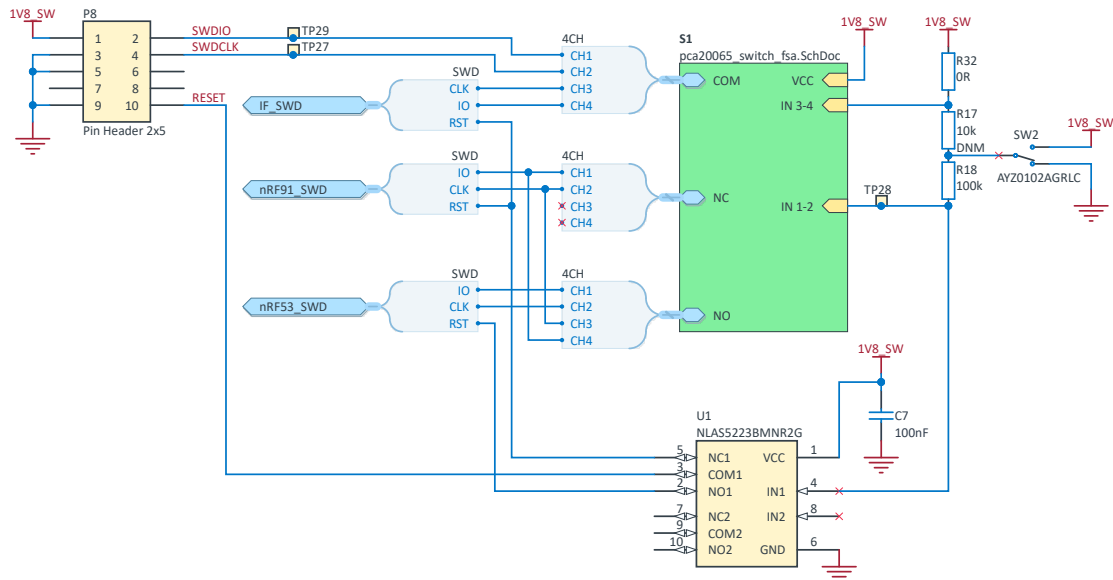 P8
1V8_SW
1 2
3 4
5 6
7 8
9 10
Pin Header 2x5
SWDIO
SWDCLK
RESET
TP29
TP27
IF_SWD
SWD
CLK
IO
RST
4CH
CH1
CH2
CH3
CH4
nRF91_SWD
SWD
IO
CLK
RST
4CH
CH1
CH2
CH3
CH4
nRF53_SWD
SWD
IO
CLK
RST
4CH
CH1
CH2
CH3
CH4
S1
pca20065_switch_fsa.SchDoc
COM
NC
NO
VCC
IN 3-4
IN 1-2
1V8_SW
1V8_SW
R32
0R
R17
10k
DNM
R18
100k
TP28
SW2
1V8_SW
AYZ0102AGRLC
1V8_SW
C7
100nF
U1
NLAS5223BMNR2G
5 NC1
3 COM1
2 NO1
7 NC2
9 COM2
10 NO2
VCC 1
IN1 4
IN2 8
GND 6